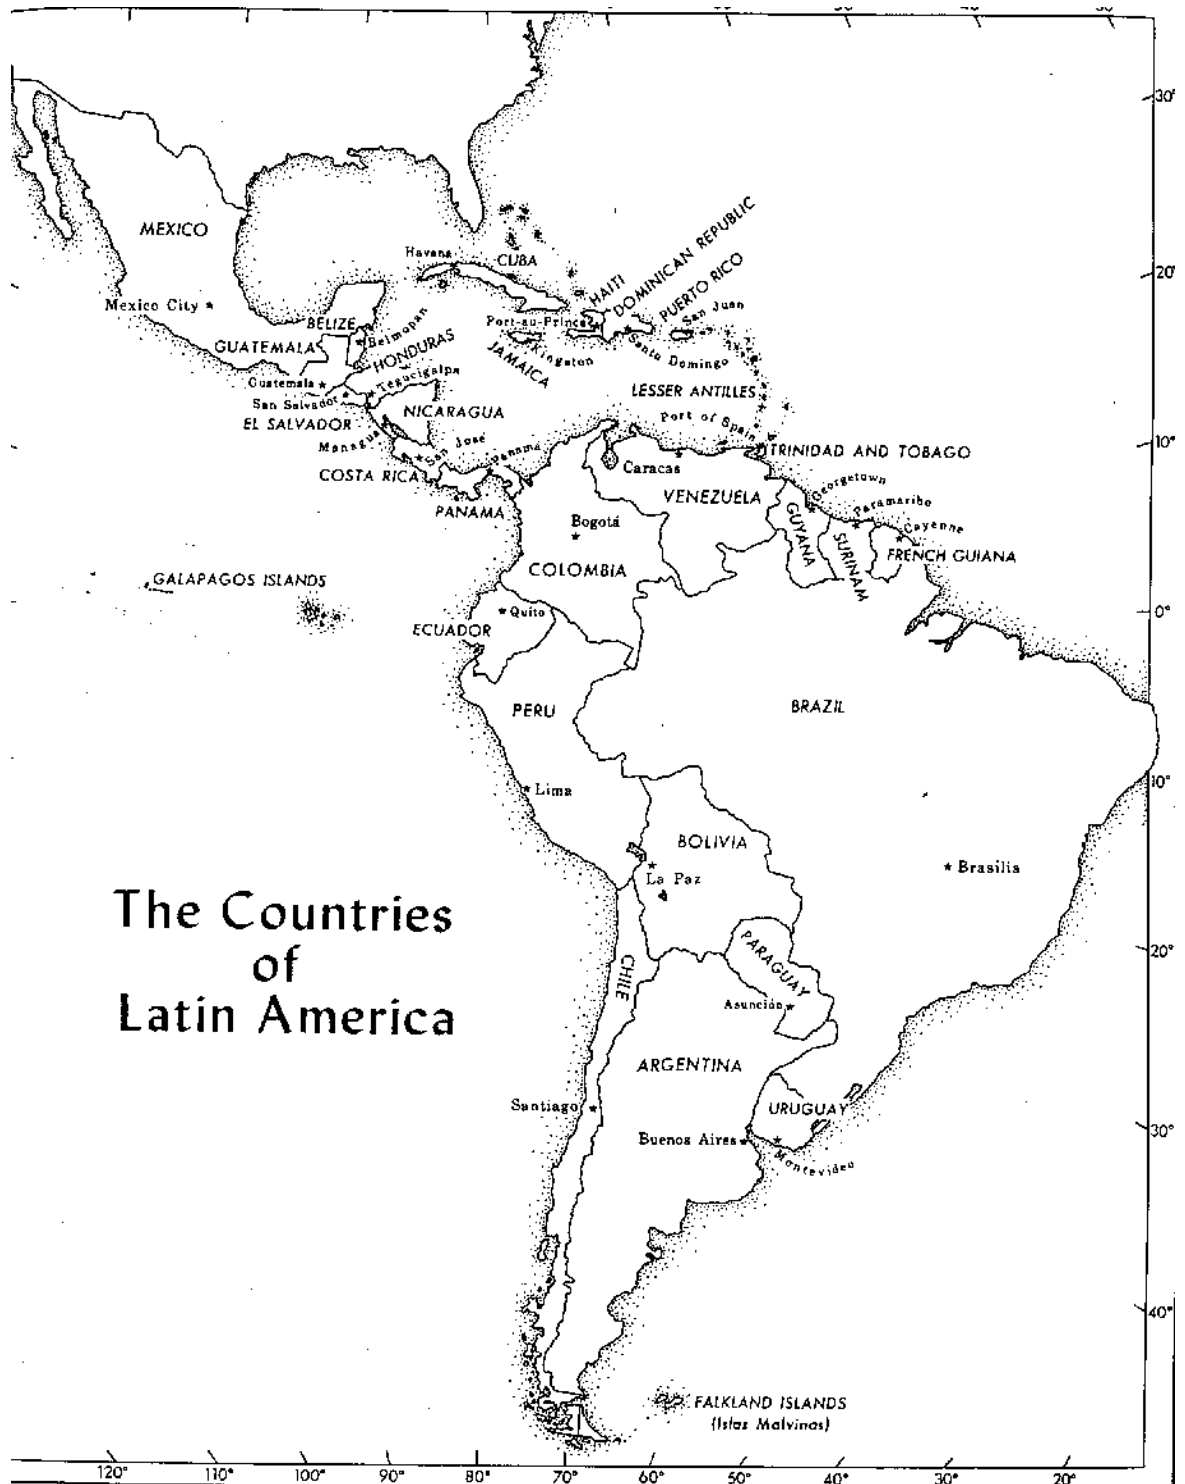 30°
MEXICO
Havana
CUBA
HAITI
DOMINICAN REPUBLIC
PUERTO RICO
San Juan
20°
Mexico City
BELIZE
Belmopan
Port-au-Prince
GUATEMALA
HONDURAS
JAMAICA
Kingston
Santo Domingo
Guatemala
Tegucigalpa
San Salvador
LESSER ANTILLES
EL SALVADOR
NICARAGUA
Port of Spain
Managua
San José
10°
TRINIDAD AND TOBAGO
COSTA RICA
Panama
Caracas
Georgetown
PANAMA
VENEZUELA
Paramaribo
Bogotá
GUYANA
Cayenne
SURINAM
FRENCH GUIANA
COLOMBIA
GALAPAGOS ISLANDS
Quito
0°
ECUADOR
PERU
BRAZIL
Lima
10°
BOLIVIA
La Paz
Brasilia
The Countries
of
Latin America
PARAGUAY
20°
CHILE
Asunción
ARGENTINA
Santiago
URUGUAY
Buenos Aires
30°
Montevideo
40°
FALKLAND ISLANDS
(Islas Malvinas)
120°
110°
100°
90°
80°
70°
60°
50°
40°
30°
20°